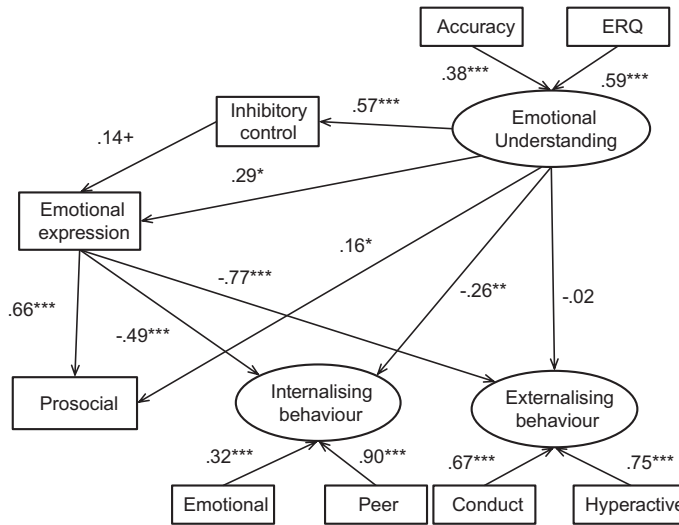 Accuracy
ERQ
.38***
.59***
Inhibitory
control
.57***
Emotional
Understanding
.14+
.29*
Emotional
expression
.16*
-.77***
-.26**
-.02
.66***
-.49***
Prosocial
Internalising
behaviour
Externalising
behaviour
.32***
.90***
.67***
.75***
Emotional
Peer
Conduct
Hyperactive